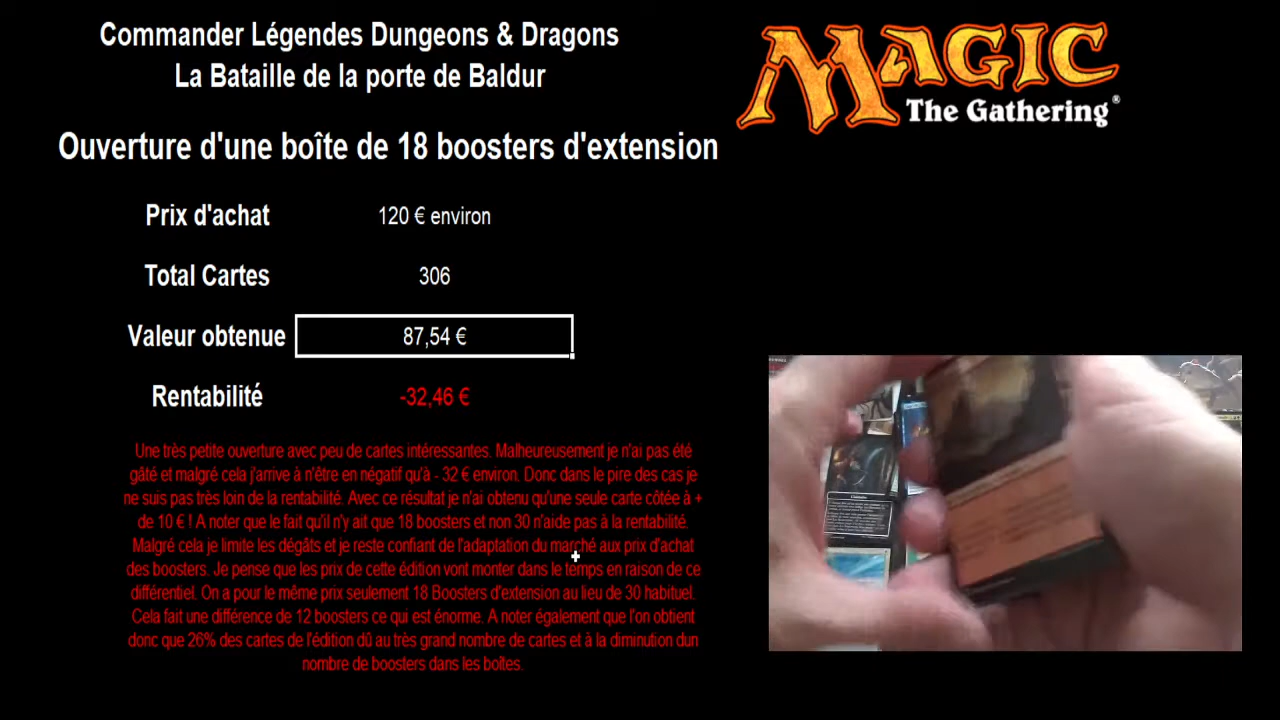 Commander Légendes Dungeons & Dragons
La Bataille de la porte de Baldur
MAGIC
The Gathering®
Ouverture d'une boîte de 18 boosters d'extension
Prix d'achat 120 € environ
Total Cartes 306
Valeur obtenue 87,54 €
Rentabilité -32,46 €
Une très petite ouverture avec peu de cartes intéressantes. Malheureusement je n'ai pas été
gâté et malgré cela j'arrive à n'être en négatif qu'à - 32 € environ. Donc dans le pire des cas je
ne suis pas très loin de la rentabilité. Avec ce résultat je n'ai obtenu qu'une seule carte côtée à +
de 10 € ! A noter que le fait qu'il n'y ait que 18 boosters et non 30 n'aide pas à la rentabilité.
Malgré cela je limite les dégâts et je reste confiant de l'adaptation du marché aux prix d'achat
des boosters. Je pense que les prix de cette édition vont monter dans le temps en raison de ce
différentiel. On a pour le même prix seulement 18 Boosters d'extension au lieu de 30 habituel.
Cela fait une différence de 12 boosters ce qui est énorme. A noter également que l'on obtient
donc que 26% des cartes de l'édition dû au très grand nombre de cartes et à la diminution dun
nombre de boosters dans les boîtes.